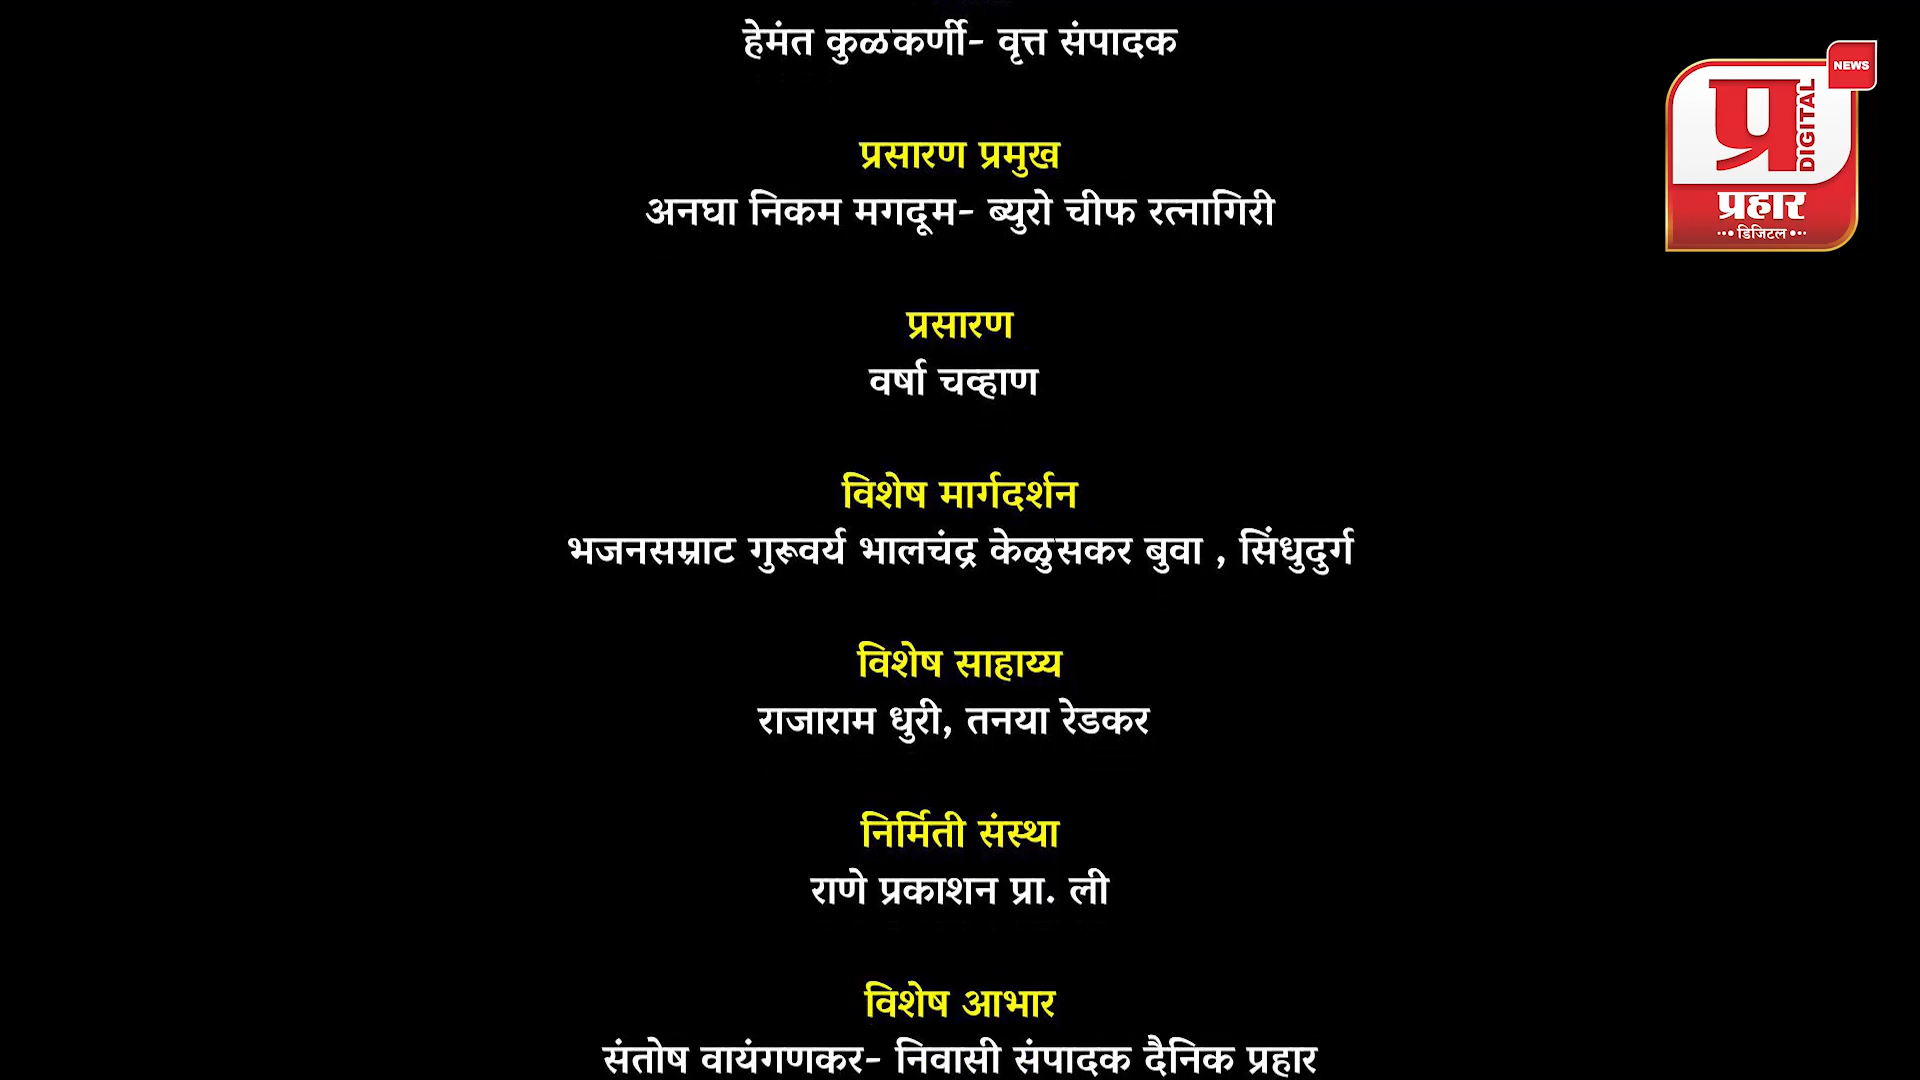 हेमंत कुळकर्णी- वृत्त संपादक
NEWS
प्र
DIGITAL
प्रहार
डिजिटल
प्रसारण प्रमुख
अनघा निकम मगदूम- ब्युरो चीफ रत्नागिरी
प्रसारण
वर्षा चव्हाण
विशेष मार्गदर्शन
भजनसम्राट गुरूवर्य भालचंद्र केळुसकर बुवा , सिंधुदुर्ग
विशेष साहाय्य
राजाराम धुरी, तनया रेडकर
निर्मिती संस्था
राणे प्रकाशन प्रा. ली
विशेष आभार
संतोष वायंगणकर- निवासी संपादक दैनिक प्रहार